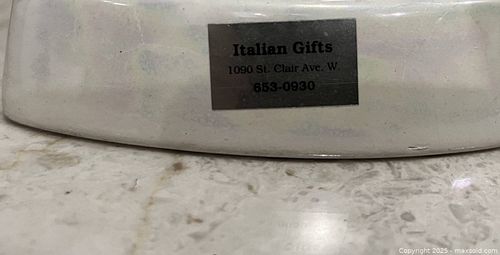 Italian Gifts
1090 St. Clair Ave. W.
653-0930
Copyright 2025 - maxsold.com